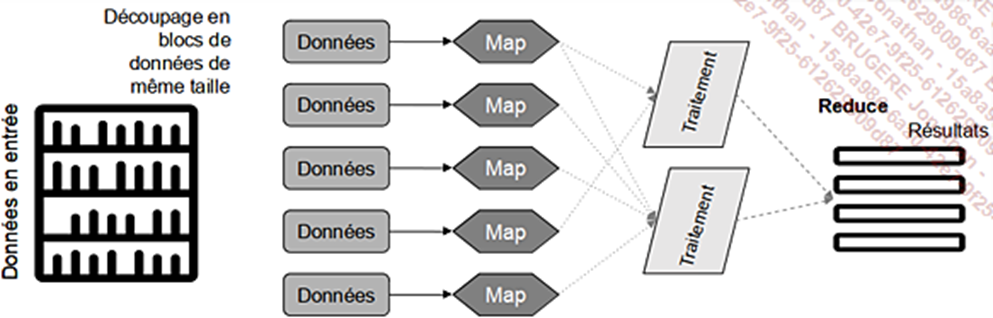 Découpage en
blocs de
données de
même taille
Données en entrée
Données
Map
Données
Map
Données
Map
Données
Map
Données
Map
Traitement
Traitement
Reduce
Résultats